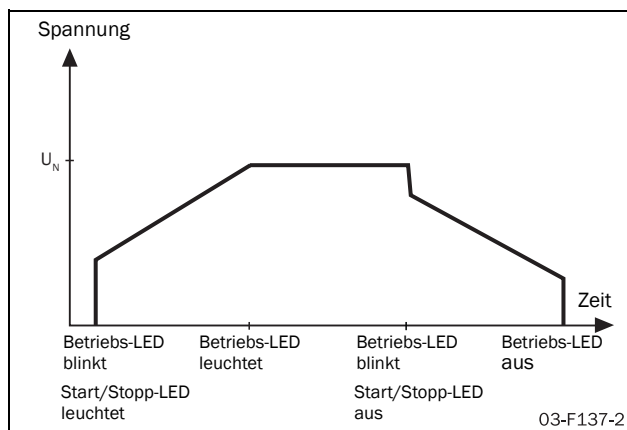 Spannung
U_N
Zeit
Betriebs-LED
blinkt
Start/Stopp-LED
leuchtet
Betriebs-LED
leuchtet
Betriebs-LED
blinkt
Start/Stopp-LED
aus
Betriebs-LED
aus
03-F137-2